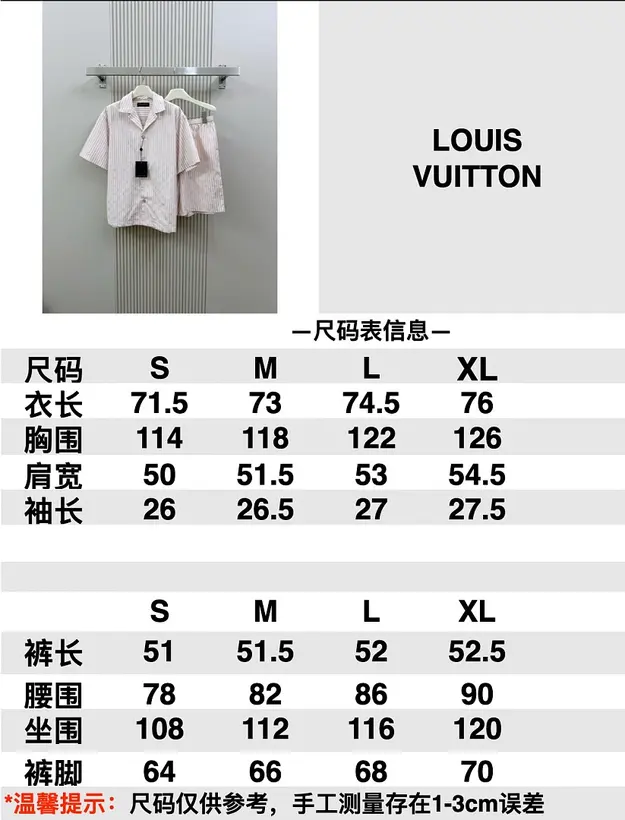 LOUIS
VUITTON
—尺码表信息—
尺码 S M L XL
衣长 71.5 73 74.5 76
胸围 114 118 122 126
肩宽 50 51.5 53 54.5
袖长 26 26.5 27 27.5
S M L XL
裤长 51 51.5 52 52.5
腰围 78 82 86 90
坐围 108 112 116 120
裤脚 64 66 68 70
*温馨提示：尺码仅供参考，手工测量存在1-3cm误差